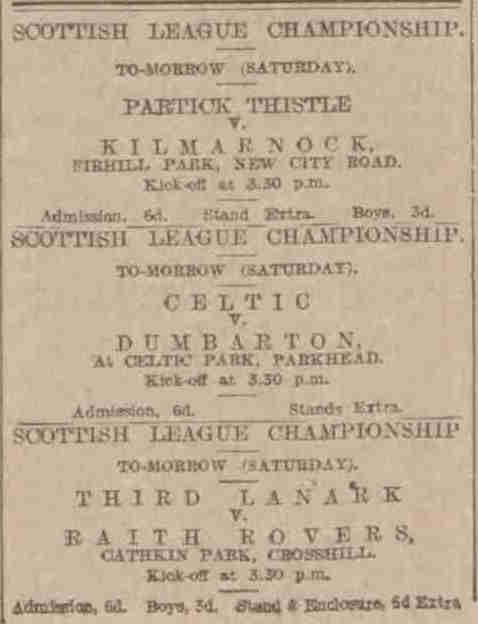 SCOTTISH LEAGUE CHAMPIONSHIP.
TO-MORROW (SATURDAY).
PARTICK THISTLE
V.
KILMARNOCK,
FIRHILL PARK, NEW CITY ROAD.
Kick-off at 3.30 p.m.
Admission, 6d. Stand Extra. Boys, 3d.
SCOTTISH LEAGUE CHAMPIONSHIP.
TO-MORROW (SATURDAY).
CELTIC
V.
DUMBARTON,
At CELTIC PARK, PARKHEAD.
Kick-off at 3.30 p.m.
Admission, 6d. Stands Extra.
SCOTTISH LEAGUE CHAMPIONSHIP
TO-MORROW (SATURDAY).
THIRD LANARK
V.
RAITH ROVERS,
CATHKIN PARK, CROSSHILL.
Kick-off at 3.30 p.m.
Admission, 6d. Boys, 3d. Stand & Enclosure, 6d Extra